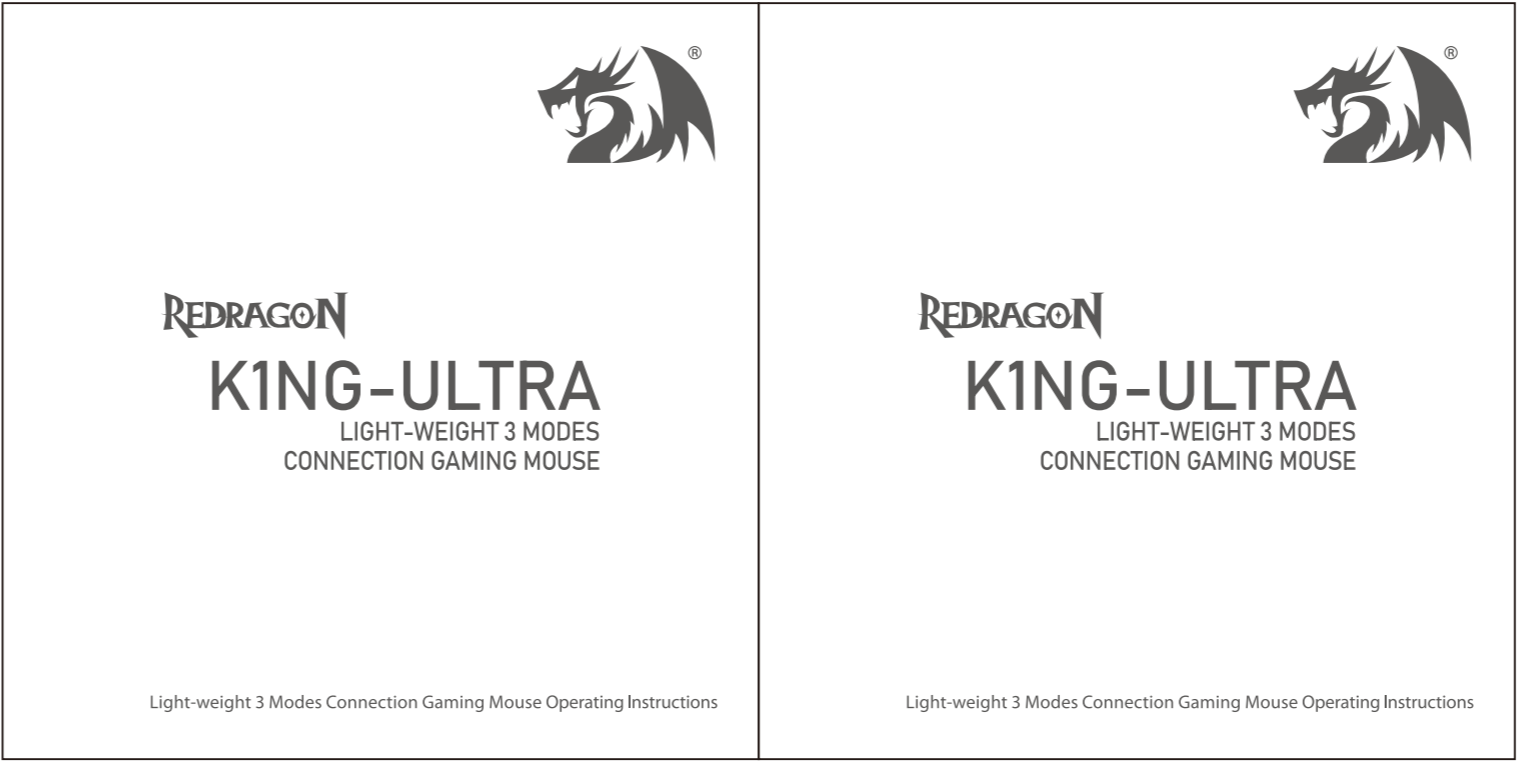 ®
REDRAGON
K1NG-ULTRA
LIGHT-WEIGHT 3 MODES
CONNECTION GAMING MOUSE
Light-weight 3 Modes Connection Gaming Mouse Operating Instructions
®
REDRAGON
K1NG-ULTRA
LIGHT-WEIGHT 3 MODES
CONNECTION GAMING MOUSE
Light-weight 3 Modes Connection Gaming Mouse Operating Instructions